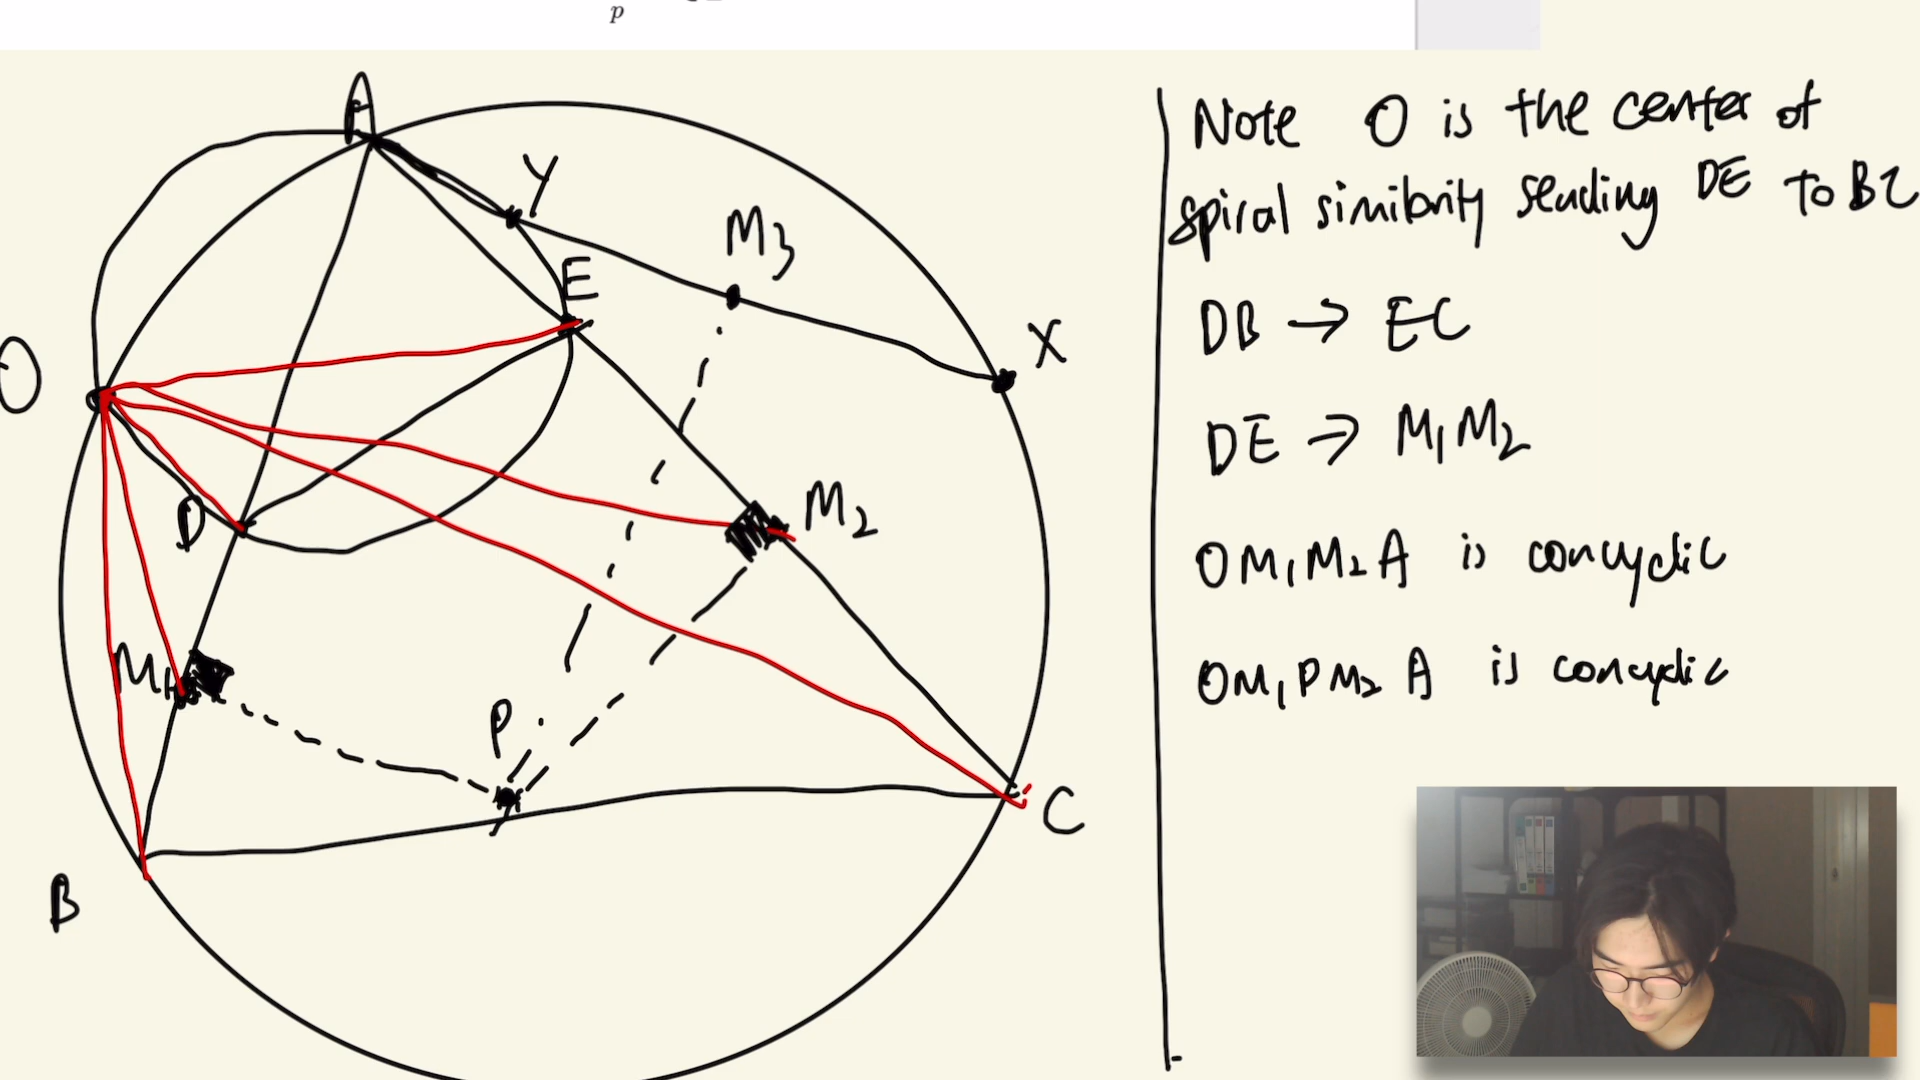 p
A
Y
M3
E
X
O
M2
D
M1
P
C
B
Note O is the center of
spiral similarity sending DE to BC
DB → EC
DE → M1M2
OM1M2A is concyclic
OM1PM2A is concyclic